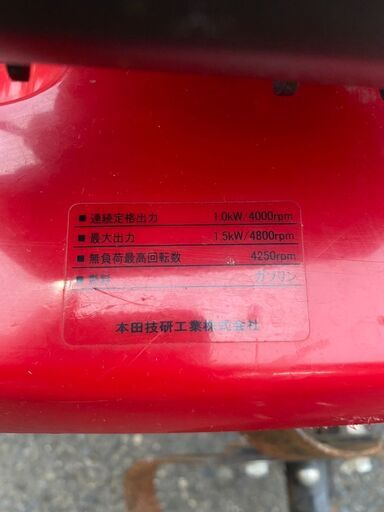 ■ 連続定格出力 1.0kW/4000rpm
■ 最大出力 1.5kW/4800rpm
■ 無負荷最高回転数 4250rpm
■ 燃料 ガソリン
本田技研工業株式会社